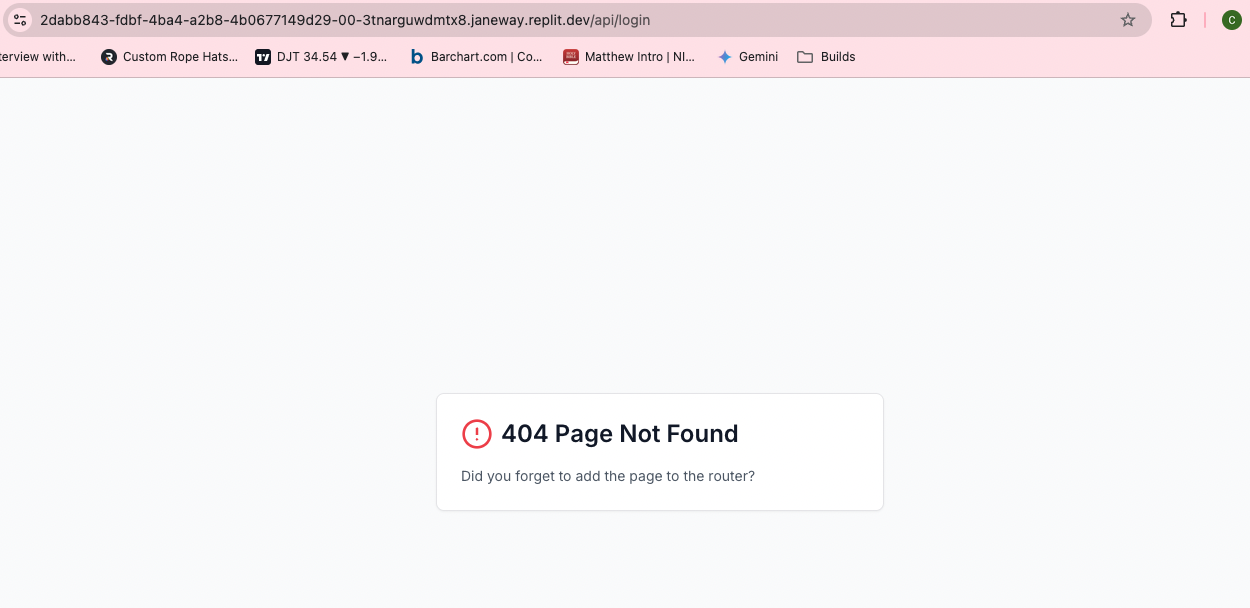 2dabb843-fdbf-4ba4-a2b8-4b0677149d29-00-3tnarguwdmtx8.janeway.replit.dev/api/login
C
terview with... R Custom Rope Hats... TV DJT 34.54 ▼ −1.9... b Barchart.com | Co... Matthew Intro | NI... Gemini Builds
! 404 Page Not Found
Did you forget to add the page to the router?